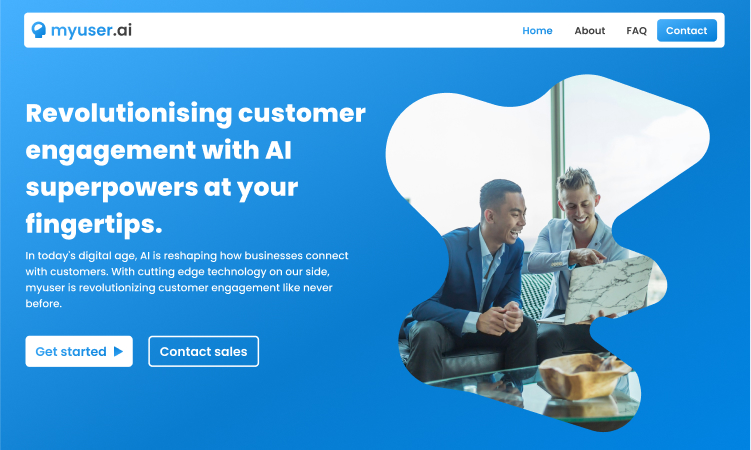 myuser.ai
Home About FAQ Contact
Revolutionising customer
engagement with AI
superpowers at your
fingertips.
In today's digital age, AI is reshaping how businesses connect
with customers. With cutting edge technology on our side,
myuser is revolutionizing customer engagement like never
before.
Get started
Contact sales